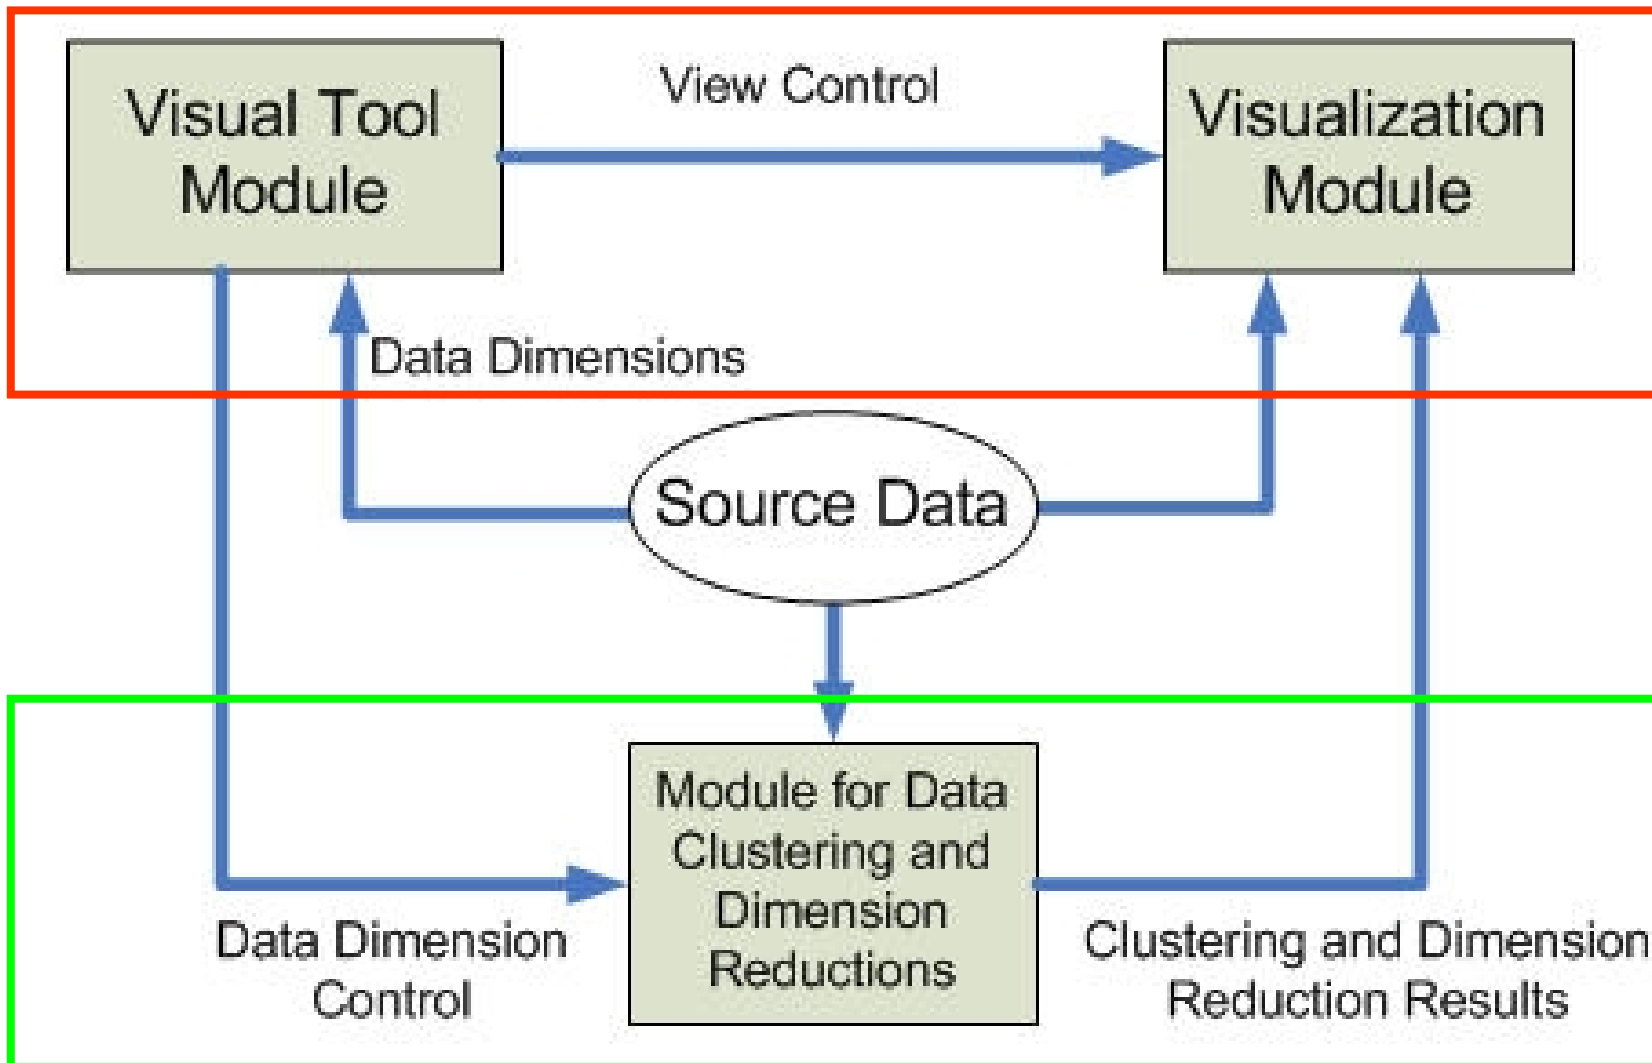 Visual Tool
Module
View Control
Visualization
Module
Data Dimensions
Source Data
Module for Data
Clustering and
Dimension
Reductions
Data Dimension
Control
Clustering and Dimension
Reduction Results